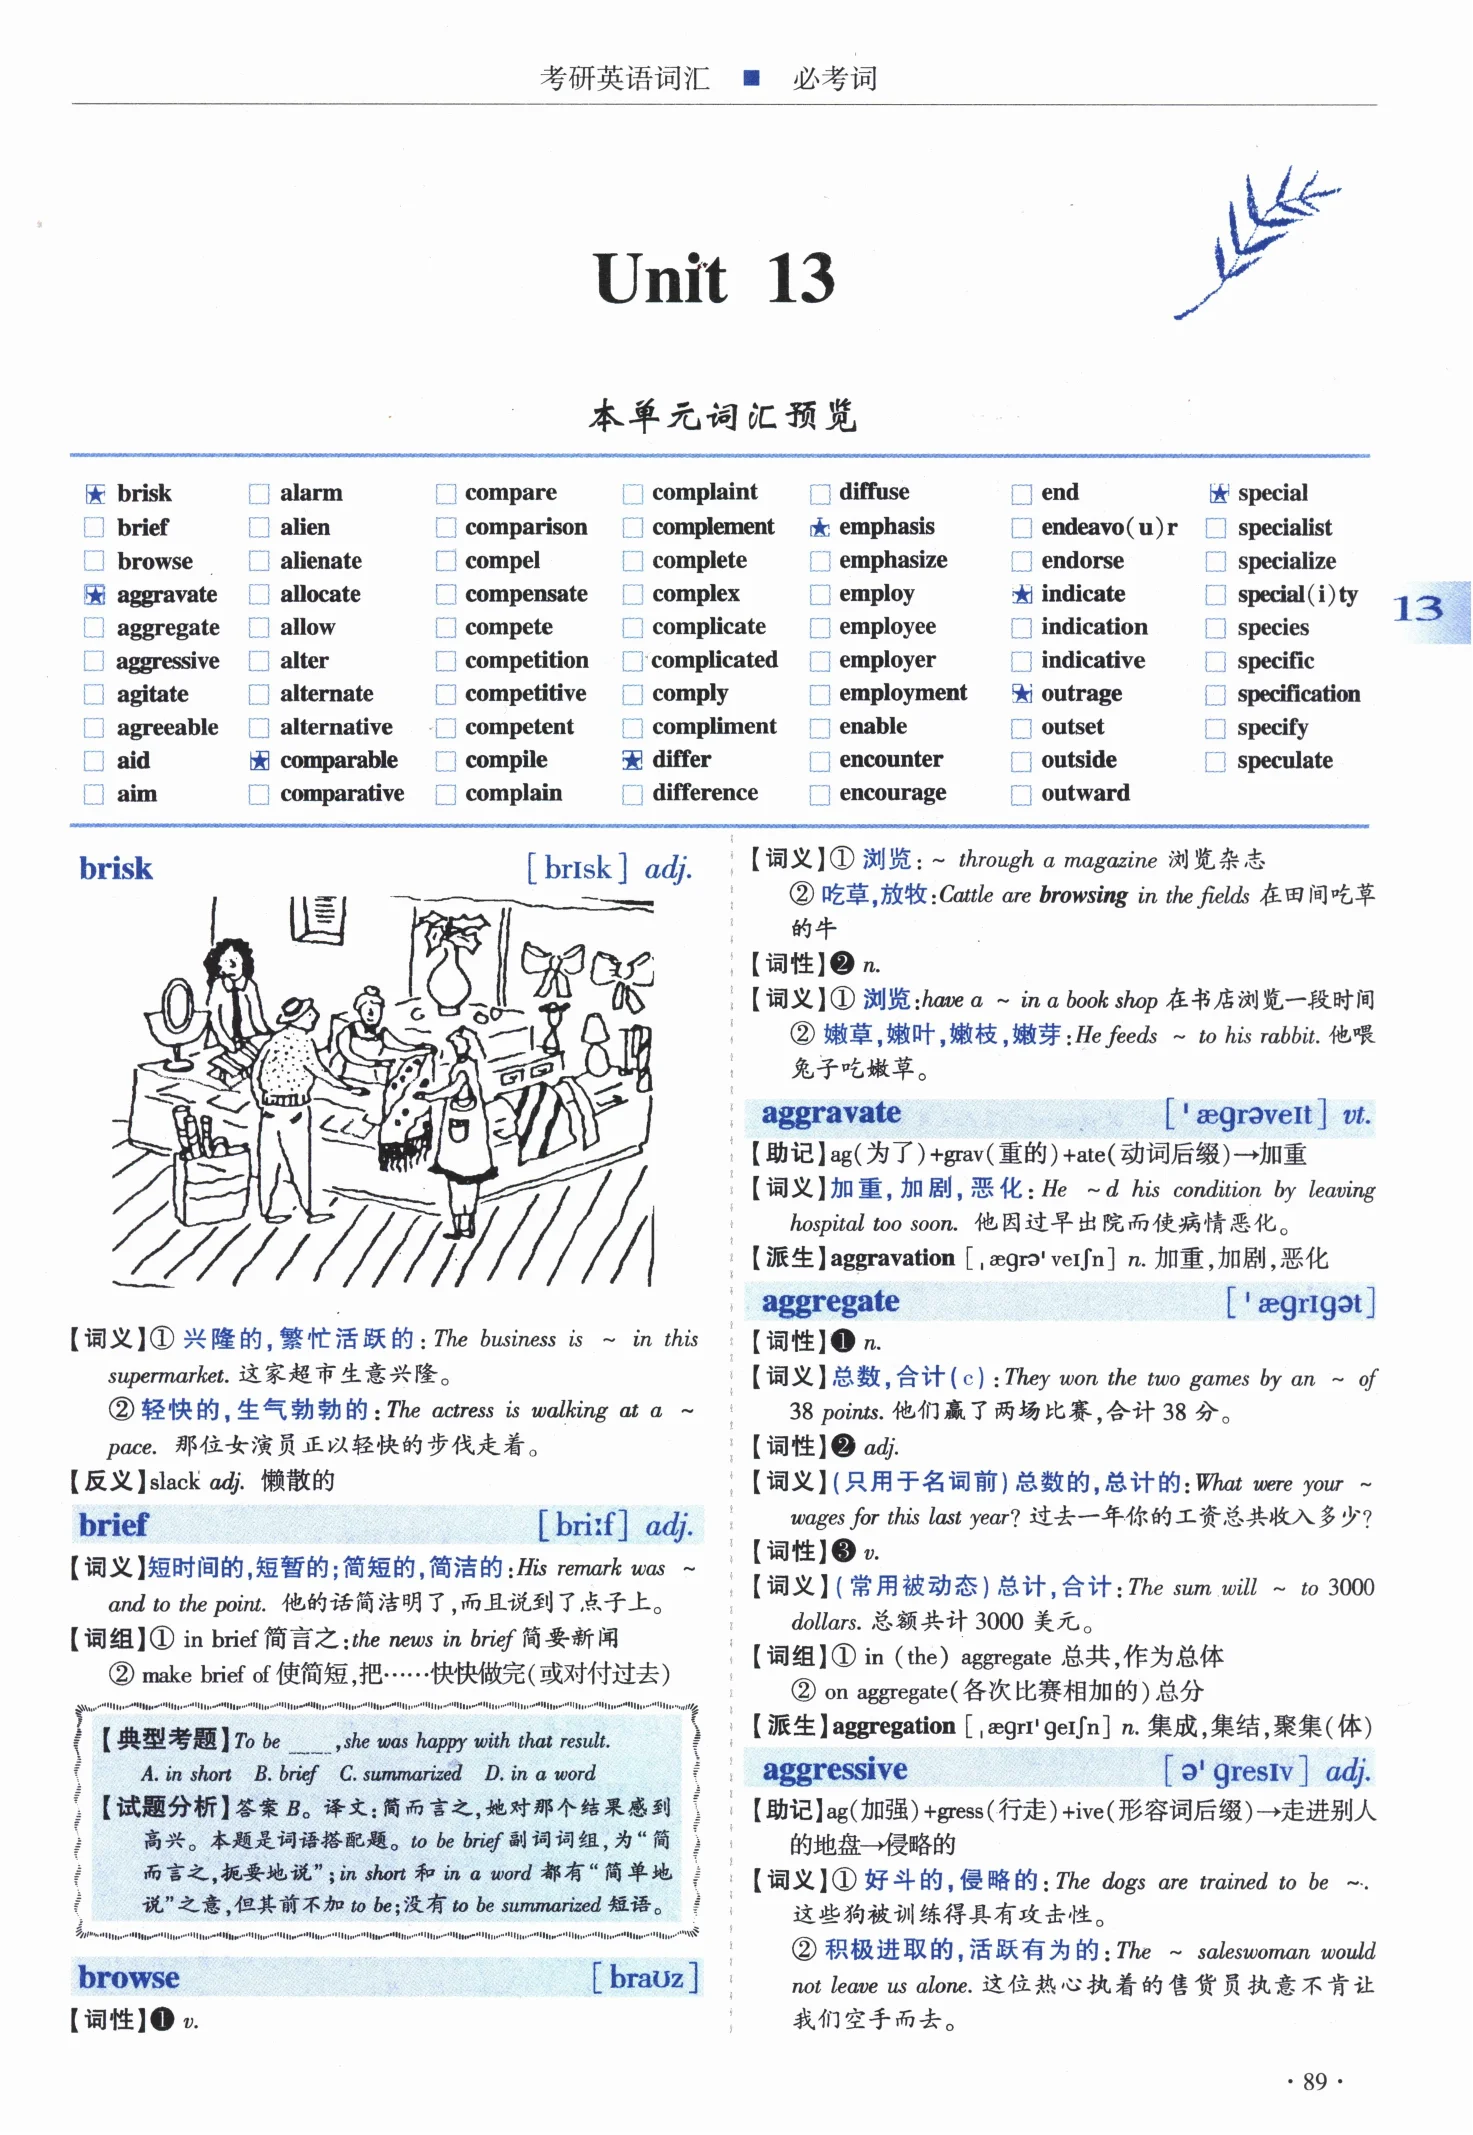 考研英语词汇 ■ 必考词
Unit 13
本单元词汇预览
brisk alarm compare complaint diffuse end special
brief alien comparison complement emphasis endeavo(u)r specialist
browse alienate compel complete emphasize endorse specialize
aggravate allocate compensate complex employ indicate special(i)ty
13
aggregate allow compete complicate employee indication species
aggressive alter competition complicated employer indicative specific
agitate alternate competitive comply employment outrage specification
agreeable alternative competent compliment enable outset specify
aid comparable compile differ encounter outside speculate
aim comparative complain difference encourage outward
brisk [brɪsk] adj.
【词义】① 兴隆的,繁忙活跃的:The business is ~ in this
supermarket. 这家超市生意兴隆。
② 轻快的,生气勃勃的:The actress is walking at a ~
pace. 那位女演员正以轻快的步伐走着。
【反义】slack adj. 懒散的
brief [bri:f] adj.
【词义】短时间的,短暂的;简短的,简洁的:His remark was ~
and to the point. 他的话简洁明了,而且说到了点子上。
【词组】① in brief 简言之:the news in brief 简要新闻
② make brief of 使简短,把……快快做完(或对付过去)
【典型考题】To be ____,she was happy with that result.
A. in short B. brief C. summarized D. in a word
【试题分析】答案 B。译文:简而言之,她对那个结果感到
高兴。本题是词语搭配题。to be brief 副词词组,为“简
而言之,扼要地说”;in short 和 in a word 都有“简单地
说”之意,但其前不加 to be;没有 to be summarized 短语。
browse [braʊz]
【词性】❶ v.
【词义】① 浏览:~ through a magazine 浏览杂志
② 吃草,放牧:Cattle are browsing in the fields 在田间吃草
的牛
【词性】❷ n.
【词义】① 浏览:have a ~ in a book shop 在书店浏览一段时间
② 嫩草,嫩叶,嫩枝,嫩芽:He feeds ~ to his rabbit. 他喂
兔子吃嫩草。
aggravate [ˈægrəveɪt] vt.
【助记】ag(为了)+grav(重的)+ate(动词后缀)→加重
【词义】加重,加剧,恶化:He ~d his condition by leaving
hospital too soon. 他因过早出院而使病情恶化。
【派生】aggravation [ˌægrəˈveɪʃn] n. 加重,加剧,恶化
aggregate [ˈægrɪgət]
【词性】❶ n.
【词义】总数,合计(c):They won the two games by an ~ of
38 points. 他们赢了两场比赛,合计 38 分。
【词性】❷ adj.
【词义】(只用于名词前)总数的,总计的:What were your ~
wages for this last year? 过去一年你的工资总共收入多少?
【词性】❸ v.
【词义】(常用被动态)总计,合计:The sum will ~ to 3000
dollars. 总额共计 3000 美元。
【词组】① in (the) aggregate 总共,作为总体
② on aggregate(各次比赛相加的)总分
【派生】aggregation [ˌægrɪˈgeɪʃn] n. 集成,集结,聚集(体)
aggressive [əˈgresɪv] adj.
【助记】ag(加强)+gress(行走)+ive(形容词后缀)→走进别人
的地盘→侵略的
【词义】① 好斗的,侵略的:The dogs are trained to be ~.
这些狗被训练得具有攻击性。
② 积极进取的,活跃有为的:The ~ saleswoman would
not leave us alone. 这位热心执着的售货员执意不肯让
我们空手而去。
· 89 ·